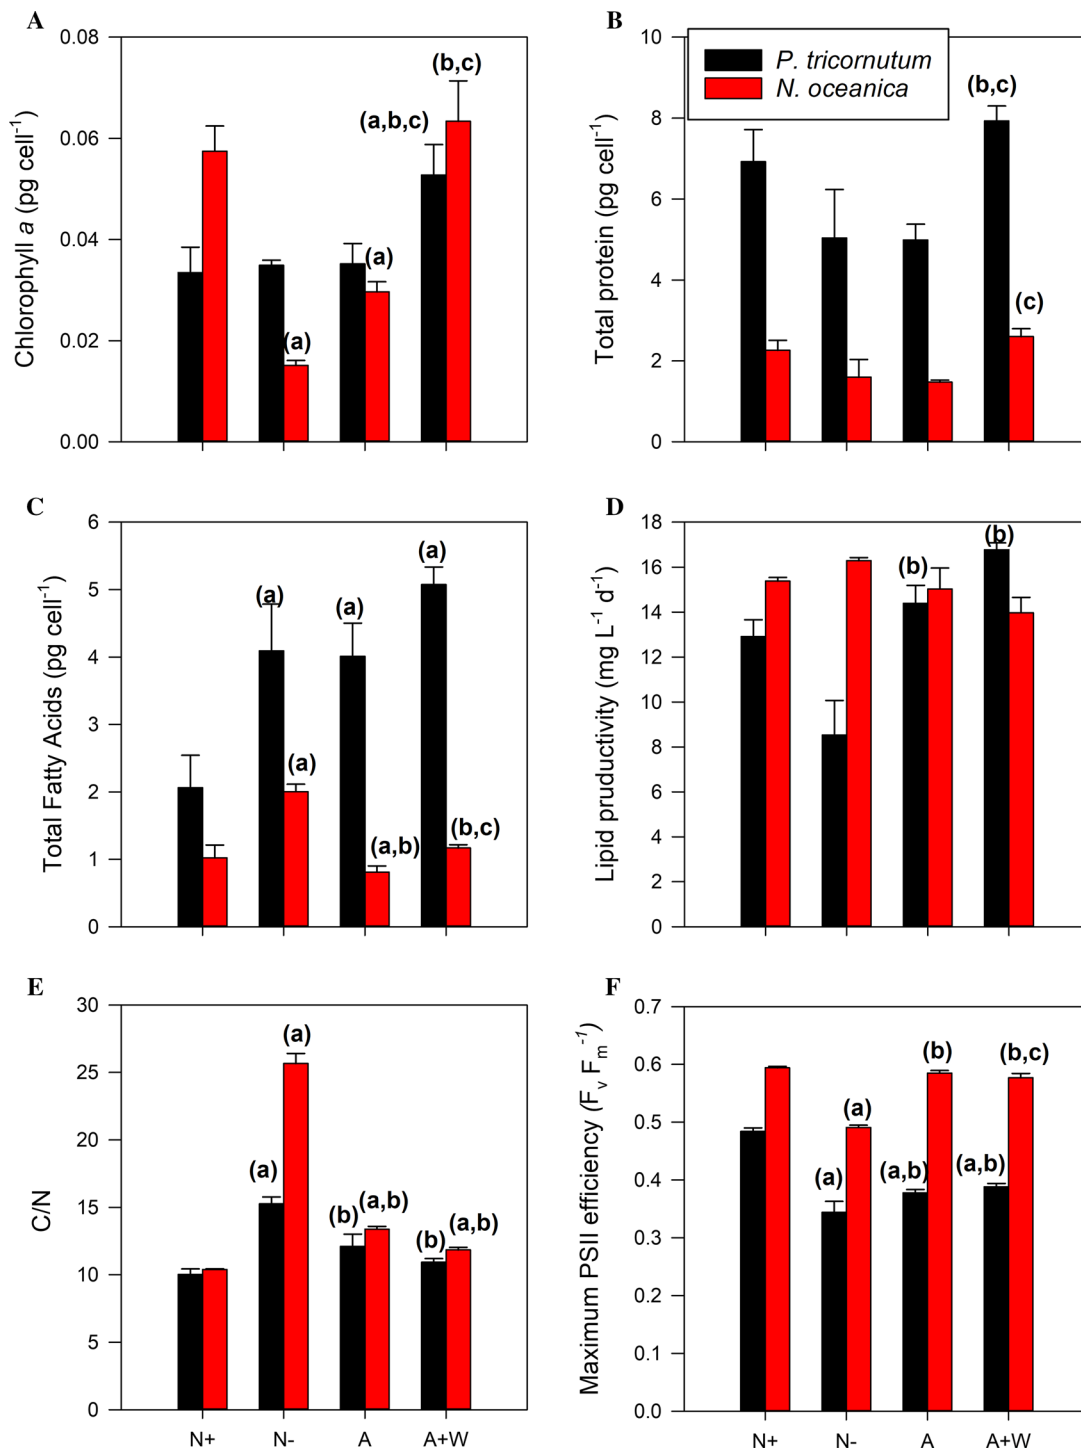 A
Chlorophyll a (pg cell⁻¹)
0.08
0.06
0.04
0.02
0.00
(a)
(a)
(a,b,c)
(b,c)
B
Total protein (pg cell⁻¹)
10
8
6
4
2
0
P. tricornutum
N. oceanica
(b,c)
(c)
C
Total Fatty Acids (pg cell⁻¹)
6
5
4
3
2
1
0
(a)
(a)
(a)
(a,b)
(a)
(b,c)
D
Lipid pruductivity (mg L⁻¹ d⁻¹)
18
16
14
12
10
8
6
4
2
0
(b)
(b)
E
C/N
30
25
20
15
10
5
0
(a)
(a)
(b)
(a,b)
(b)
(a,b)
N+ N- A A+W
F
Maximum PSII efficiency (Fᵥ Fₘ⁻¹)
0.7
0.6
0.5
0.4
0.3
0.2
0.1
0.0
(a)
(a)
(a,b)
(b)
(a,b)
(b,c)
N+ N- A A+W